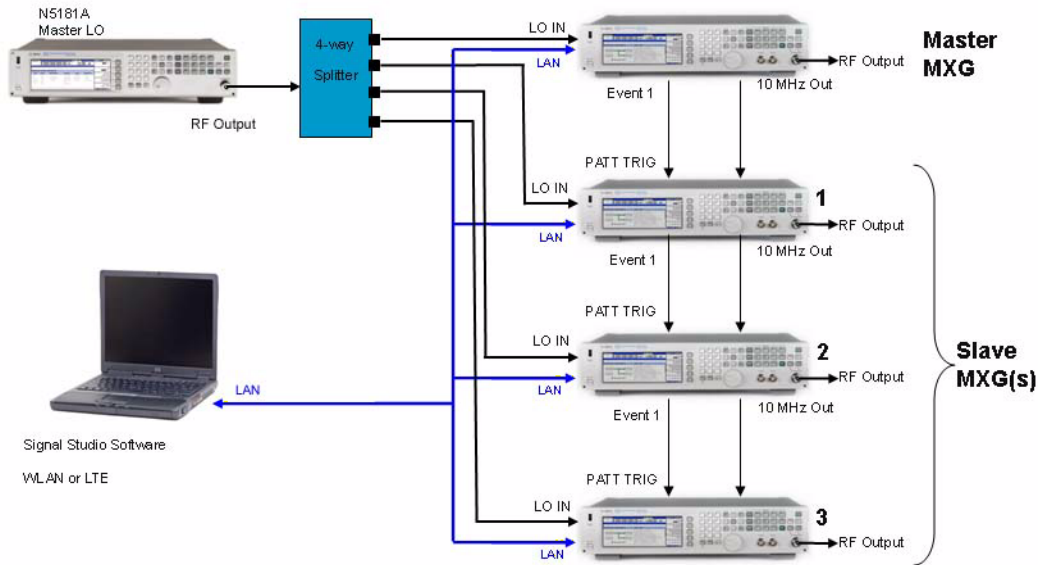 N5181A
Master LO
RF Output
4-way
Splitter
LO IN
LAN
Master
MXG
RF Output
Event 1
10 MHz Out
PATT TRIG
LO IN
1
LAN
RF Output
Event 1
10 MHz Out
PATT TRIG
LO IN
2
LAN
RF Output
Event 1
10 MHz Out
Slave
MXG(s)
LAN
Signal Studio Software
WLAN or LTE
PATT TRIG
LO IN
3
LAN
RF Output